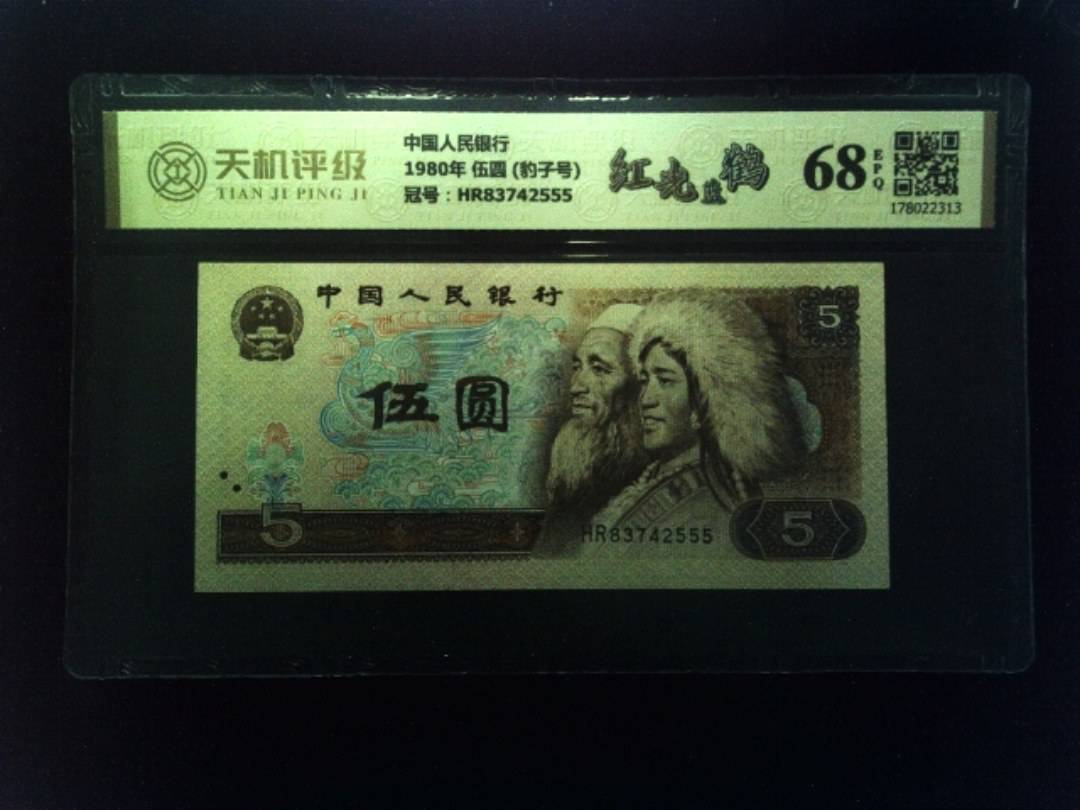 天机评级
TIAN JI PING JI
中国人民银行
1980年 伍圆 (豹子号)
冠号：HR83742555
红光蓝鹤
68
EPQ
178022313
中国人民银行
5
伍圆
HR83742555
5
5